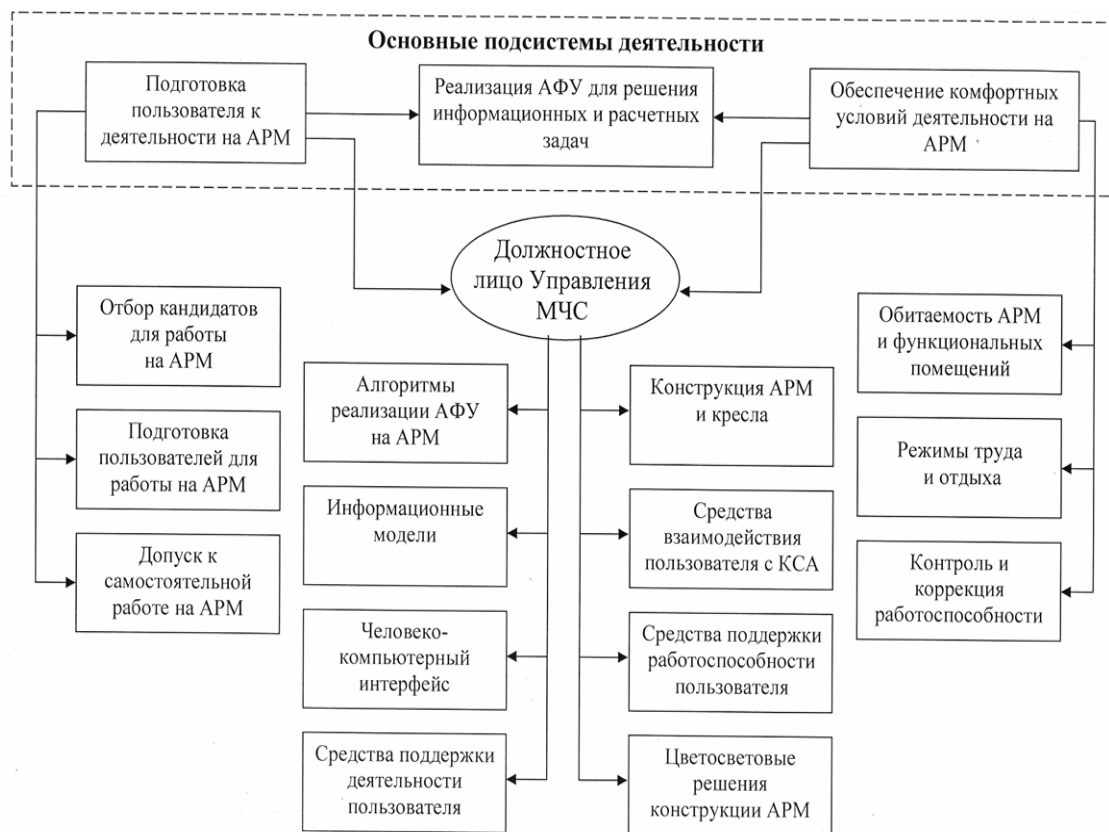 Основные подсистемы деятельности
Подготовка
пользователя к
деятельности на АРМ
Реализация АФУ для решения
информационных и расчетных
задач
Обеспечение комфортных
условий деятельности на
АРМ
Должностное
лицо Управления
МЧС
Отбор кандидатов
для работы
на АРМ
Подготовка
пользователей для
работы на АРМ
Допуск к
самостоятельной
работе на АРМ
Алгоритмы
реализации АФУ
на АРМ
Информационные
модели
Человеко-
компьютерный
интерфейс
Средства поддержки
деятельности
пользователя
Конструкция АРМ
и кресла
Средства
взаимодействия
пользователя с КСА
Средства поддержки
работоспособности
пользователя
Цветосветовые
решения
конструкции АРМ
Обитаемость АРМ
и функциональных
помещений
Режимы труда
и отдыха
Контроль и
коррекция
работоспособности